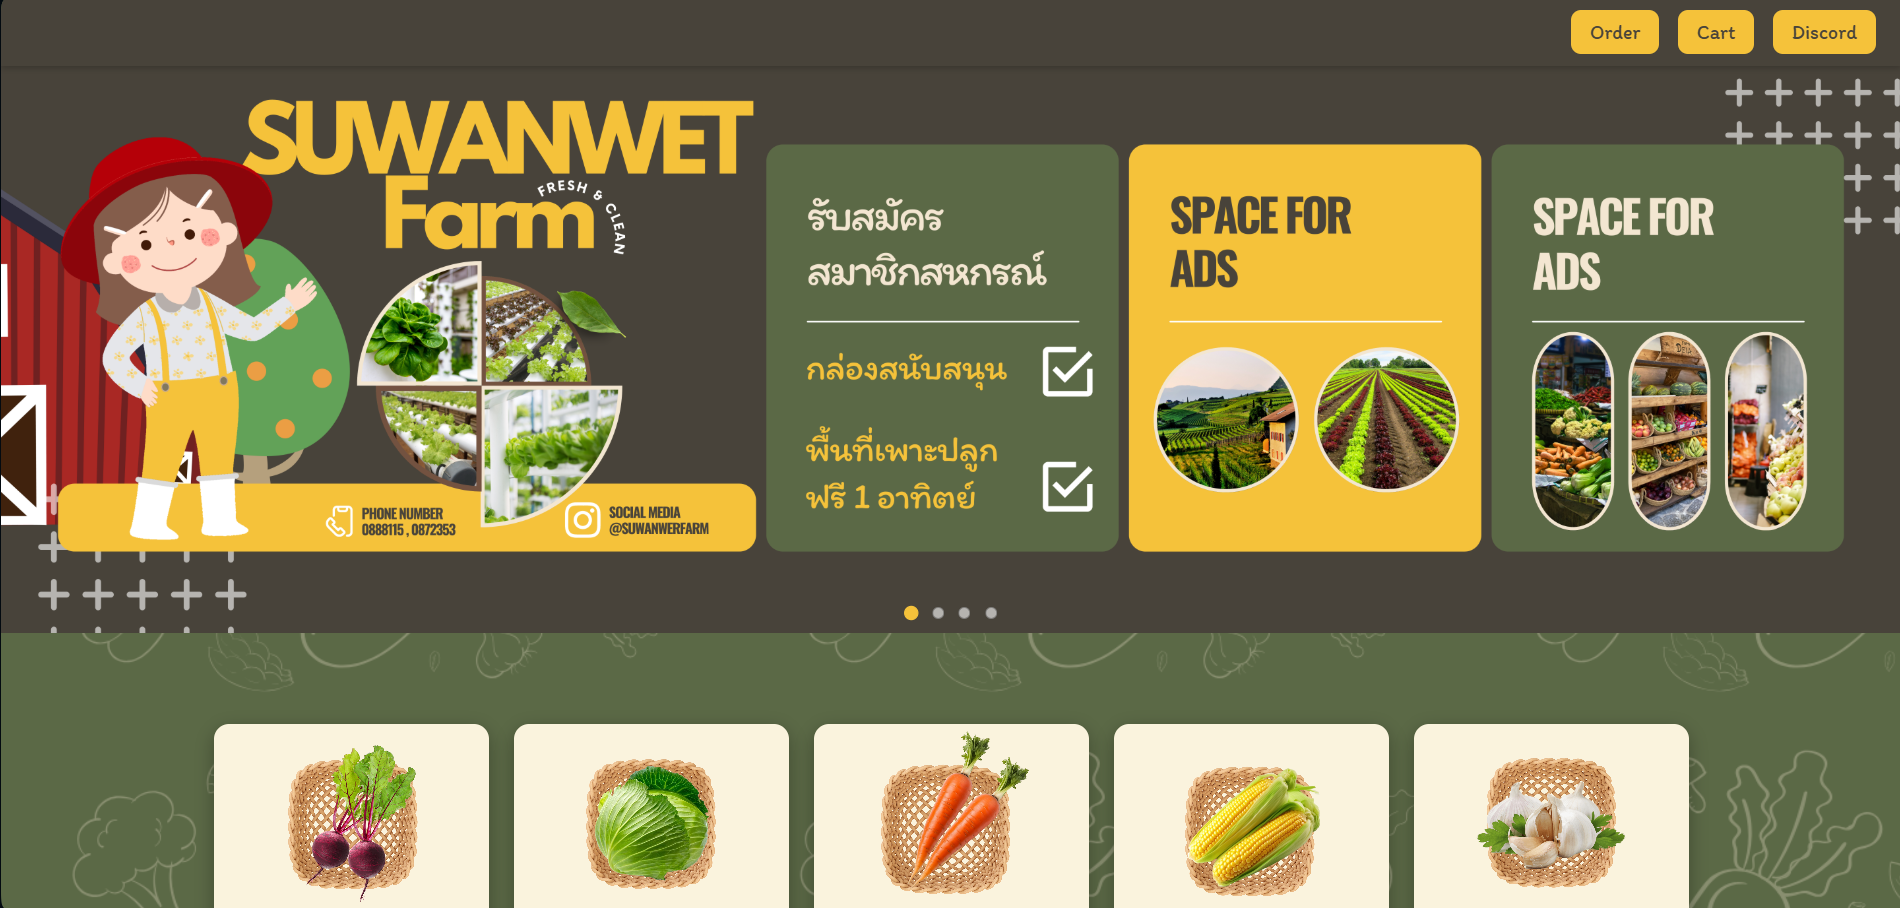 Order
Cart
Discord
SUWANWET
Farm
FRESH & CLEAN
รับสมัคร
สมาชิกสหกรณ์
กล่องสนับสนุน
พื้นที่เพาะปลูก
ฟรี 1 อาทิตย์
SPACE FOR
ADS
SPACE FOR
ADS
PHONE NUMBER
0888115 , 0872353
SOCIAL MEDIA
@SUWANWERFARM